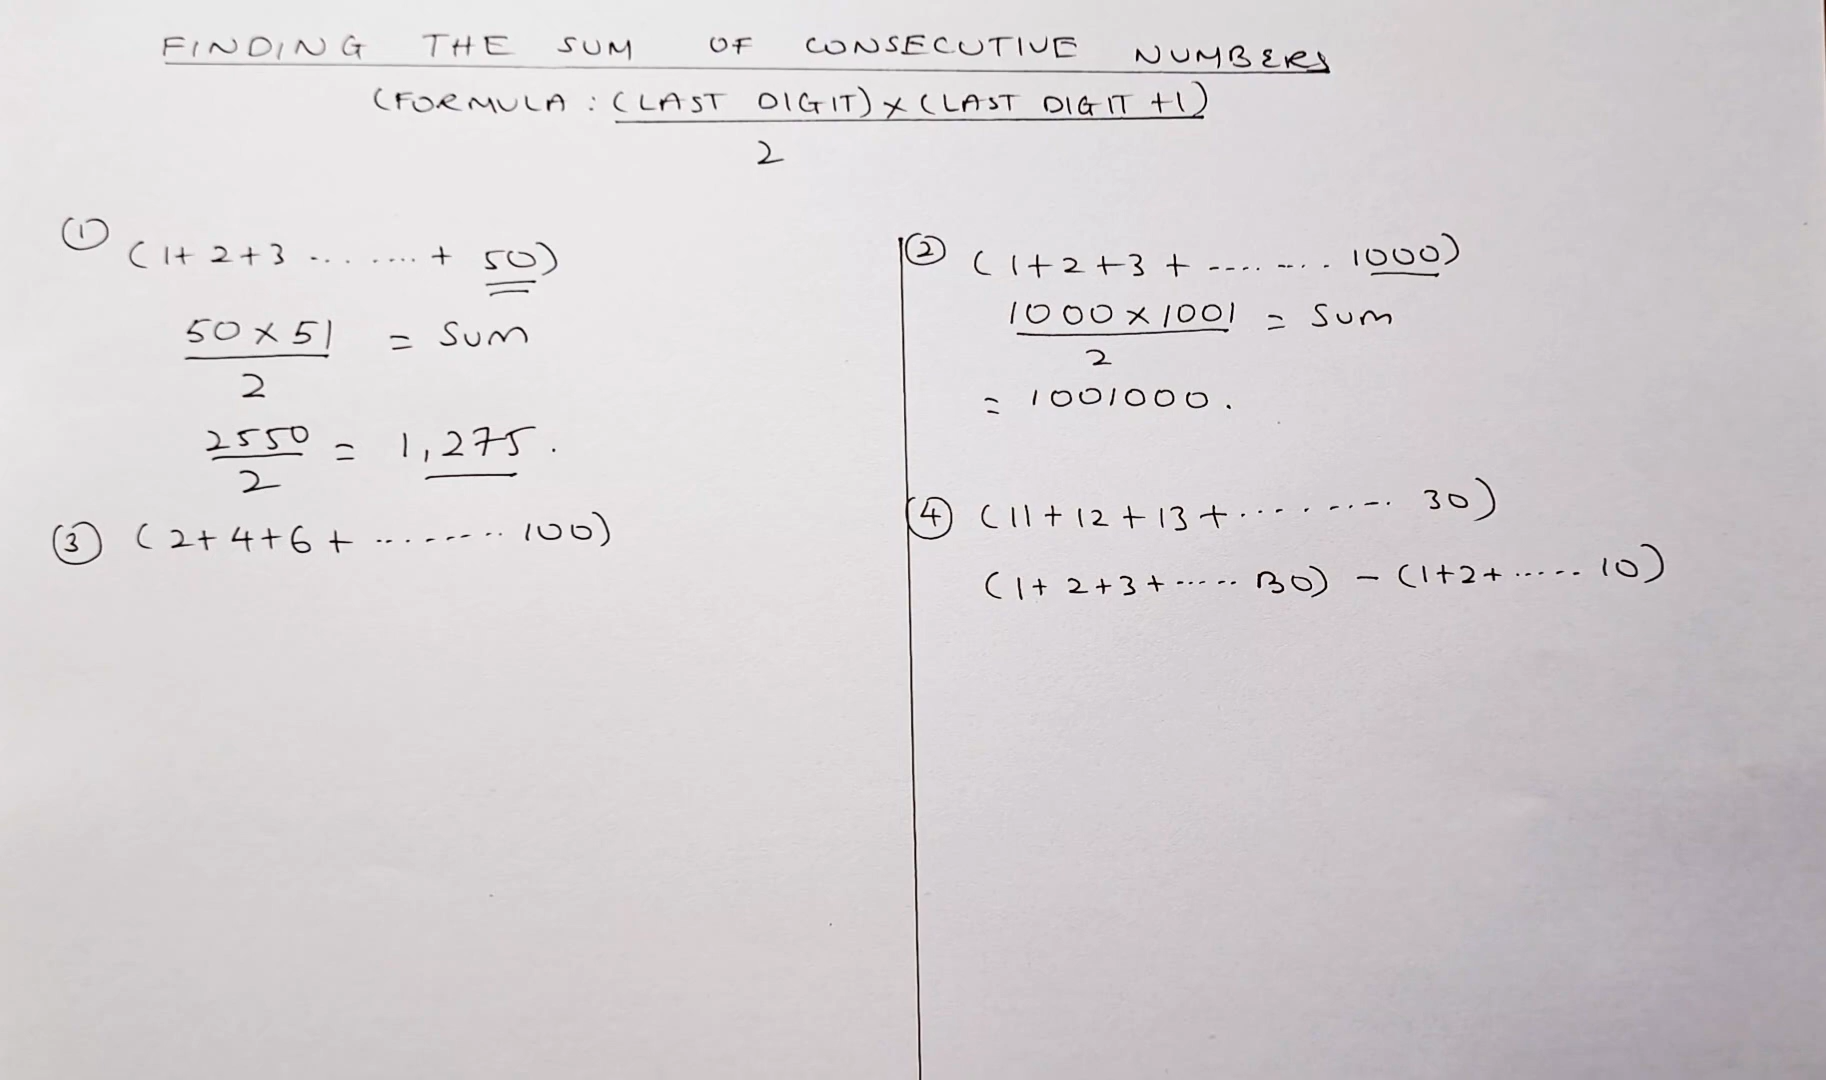 FINDING THE SUM OF CONSECUTIVE NUMBERS
(FORMULA : (LAST DIGIT) x (LAST DIGIT +1)
2
① (1+ 2+3 ... ..... + 50)
50 x 51 = SUM
2
2550 = 1,275.
2
③ (2+4+6+ ......... 100)
② (1+2+3 + ........ 1000)
1000 x 1001 = SUM
2
= 1001000.
④ (11+12+13+......... 30)
(1+ 2+3+...... 30) - (1+2+...... 10)